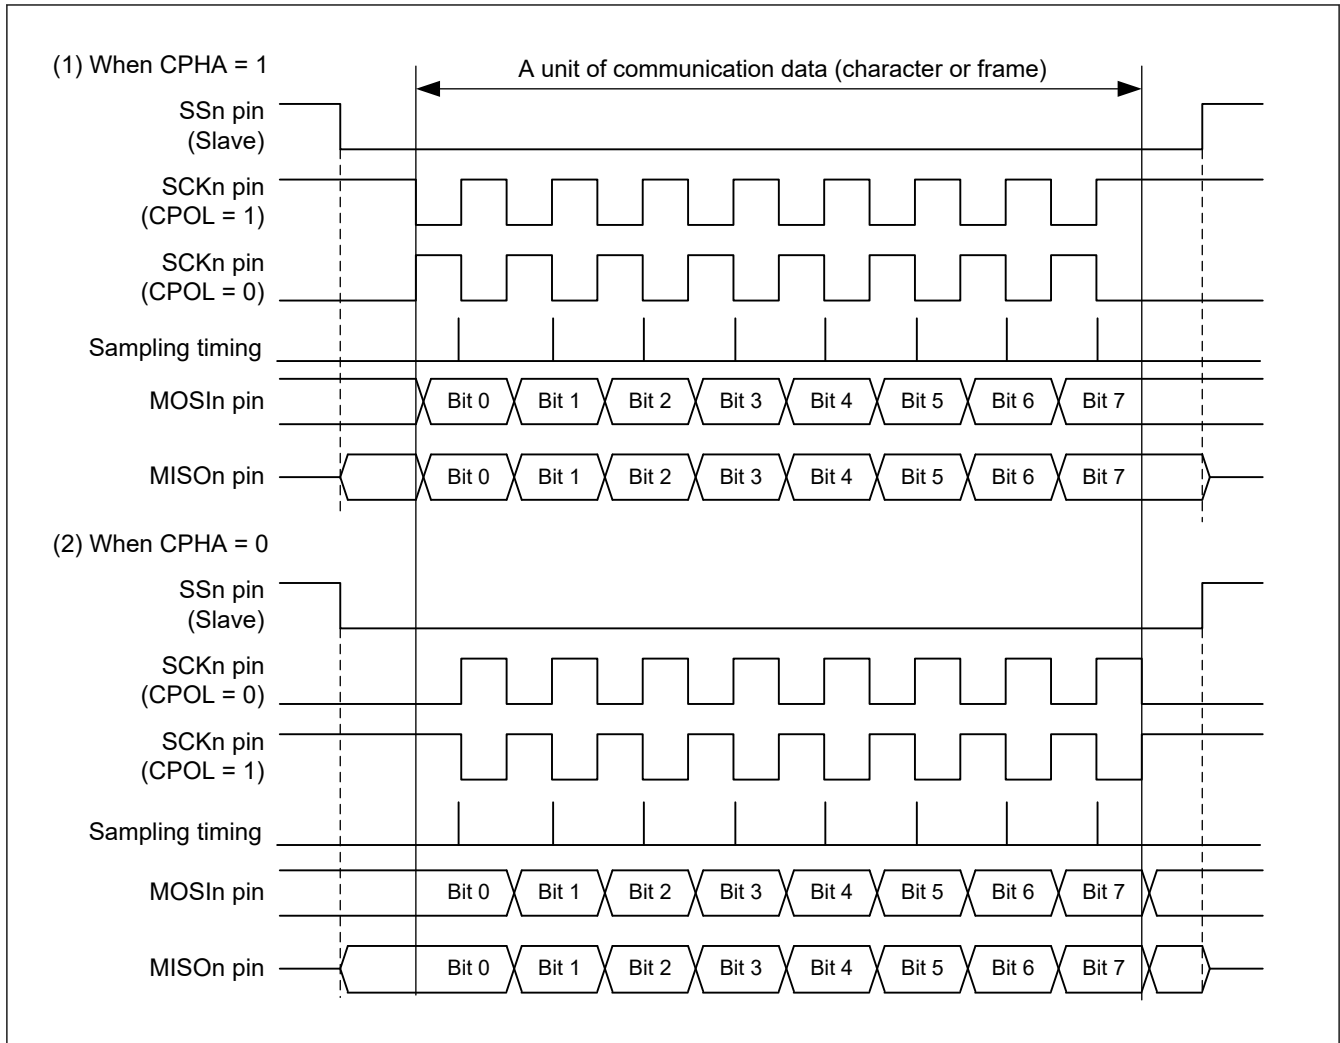 (1) When CPHA = 1
A unit of communication data (character or frame)
SSn pin
(Slave)
SCKn pin
(CPOL = 1)
SCKn pin
(CPOL = 0)
Sampling timing
MOSIn pin
Bit 0 Bit 1 Bit 2 Bit 3 Bit 4 Bit 5 Bit 6 Bit 7
MISOn pin
Bit 0 Bit 1 Bit 2 Bit 3 Bit 4 Bit 5 Bit 6 Bit 7
(2) When CPHA = 0
SSn pin
(Slave)
SCKn pin
(CPOL = 0)
SCKn pin
(CPOL = 1)
Sampling timing
MOSIn pin
Bit 0 Bit 1 Bit 2 Bit 3 Bit 4 Bit 5 Bit 6 Bit 7
MISOn pin
Bit 0 Bit 1 Bit 2 Bit 3 Bit 4 Bit 5 Bit 6 Bit 7